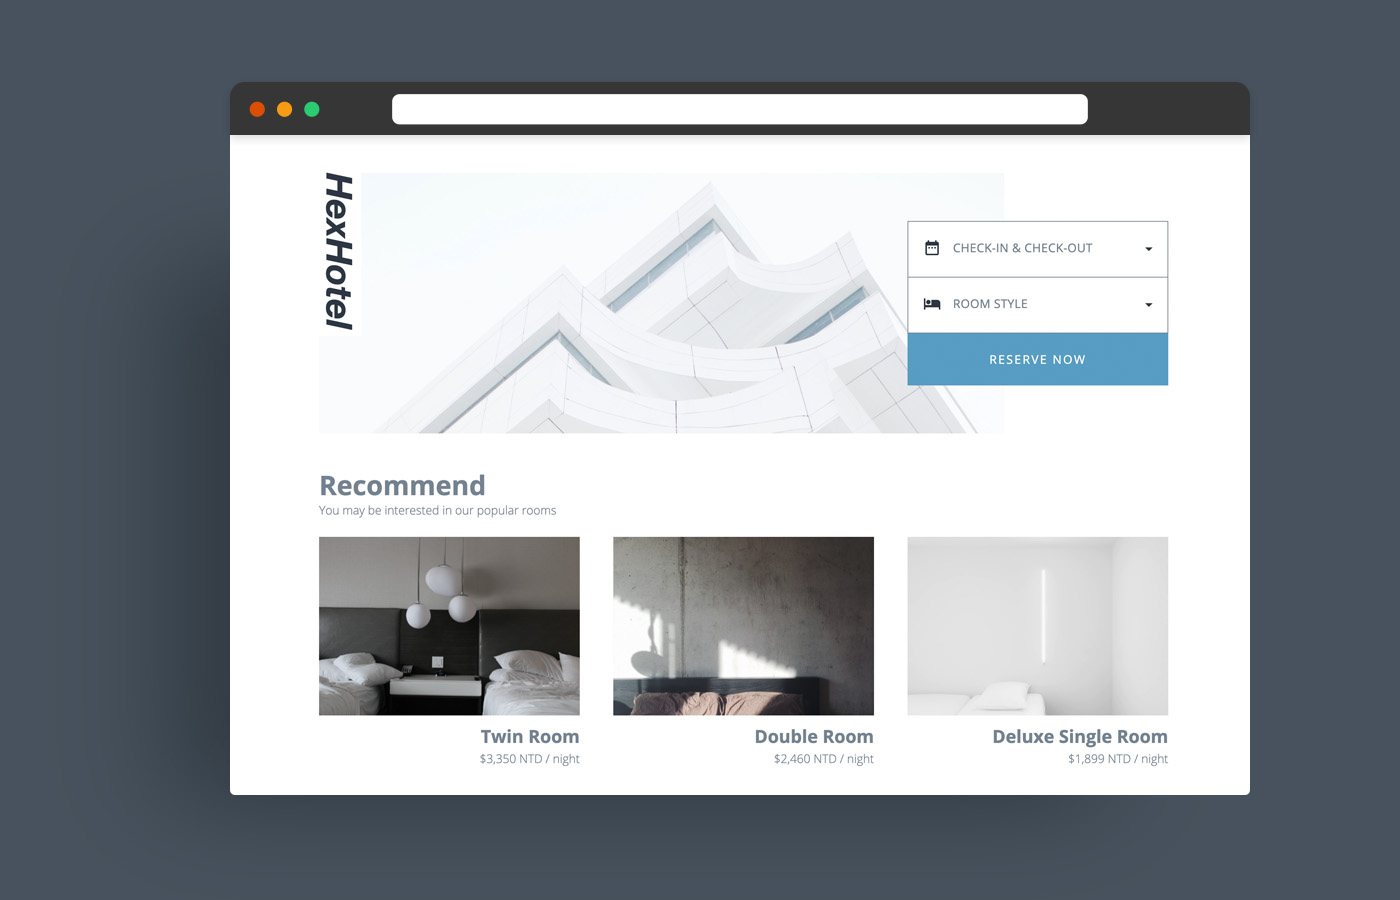 HexHotel
CHECK-IN & CHECK-OUT
ROOM STYLE
RESERVE NOW
Recommend
You may be interested in our popular rooms
Twin Room
$3,350 NTD / night
Double Room
$2,460 NTD / night
Deluxe Single Room
$1,899 NTD / night